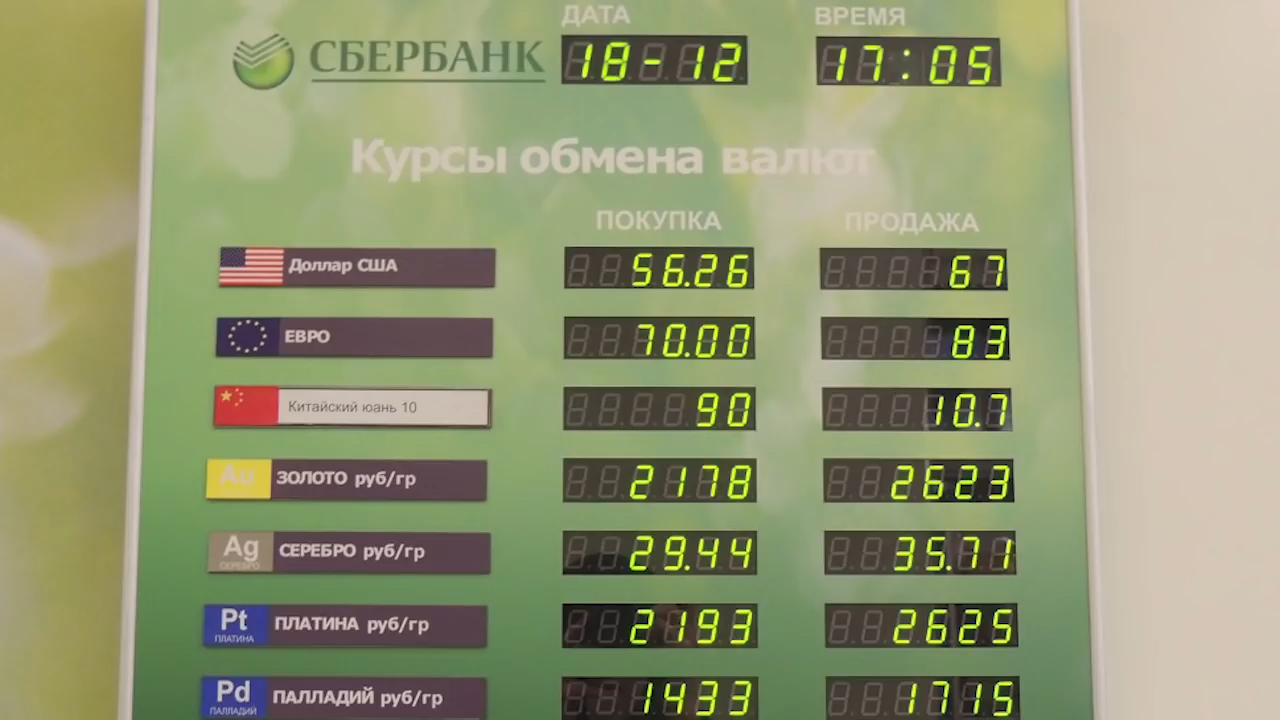 ДАТА ВРЕМЯ
СБЕРБАНК 18-12 17:05
Курсы обмена валют
ПОКУПКА ПРОДАЖА
Доллар США 56.26 67
ЕВРО 70.00 83
Китайский юань 10 90 10.7
Au ЗОЛОТО руб/гр 2178 2623
Ag СЕРЕБРО СЕРЕБРО руб/гр 29.44 35.71
Pt ПЛАТИНА ПЛАТИНА руб/гр 2193 2625
Pd ПАЛЛАДИЙ ПАЛЛАДИЙ руб/гр 1433 1715